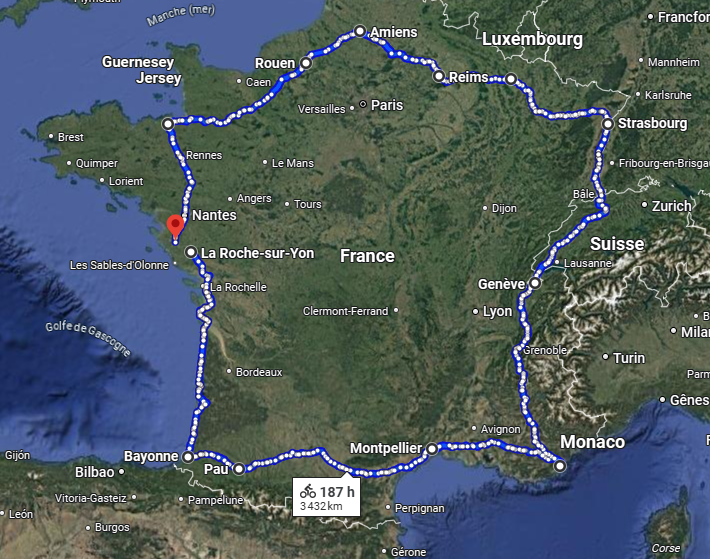 Plymouth
Manche (mer)
Amiens
Francfor
Luxembourg
Guernesey
Jersey
Rouen
Mannheim
Reims
Caen
Karlsruhe
Versailles
Paris
Strasbourg
Brest
Rennes
Quimper
Le Mans
Fribourg-en-Brisga
Lorient
Angers
Tours
Bâle
Zurich
Nantes
Dijon
Suisse
La Roche-sur-Yon
France
Les Sables-d'Olonne
Lausanne
Genève
La Rochelle
Clermont-Ferrand
Lyon
Golfe de Gascogne
Grenoble
Mila
Turin
Bordeaux
Parm
Gênes
Avignon
Monaco
Montpellier
Gijón
Bayonne
Pau
Bilbao
187 h
3 432 km
Vitoria-Gasteiz
Pampelune
León
Perpignan
Burgos
Corse
Gérone